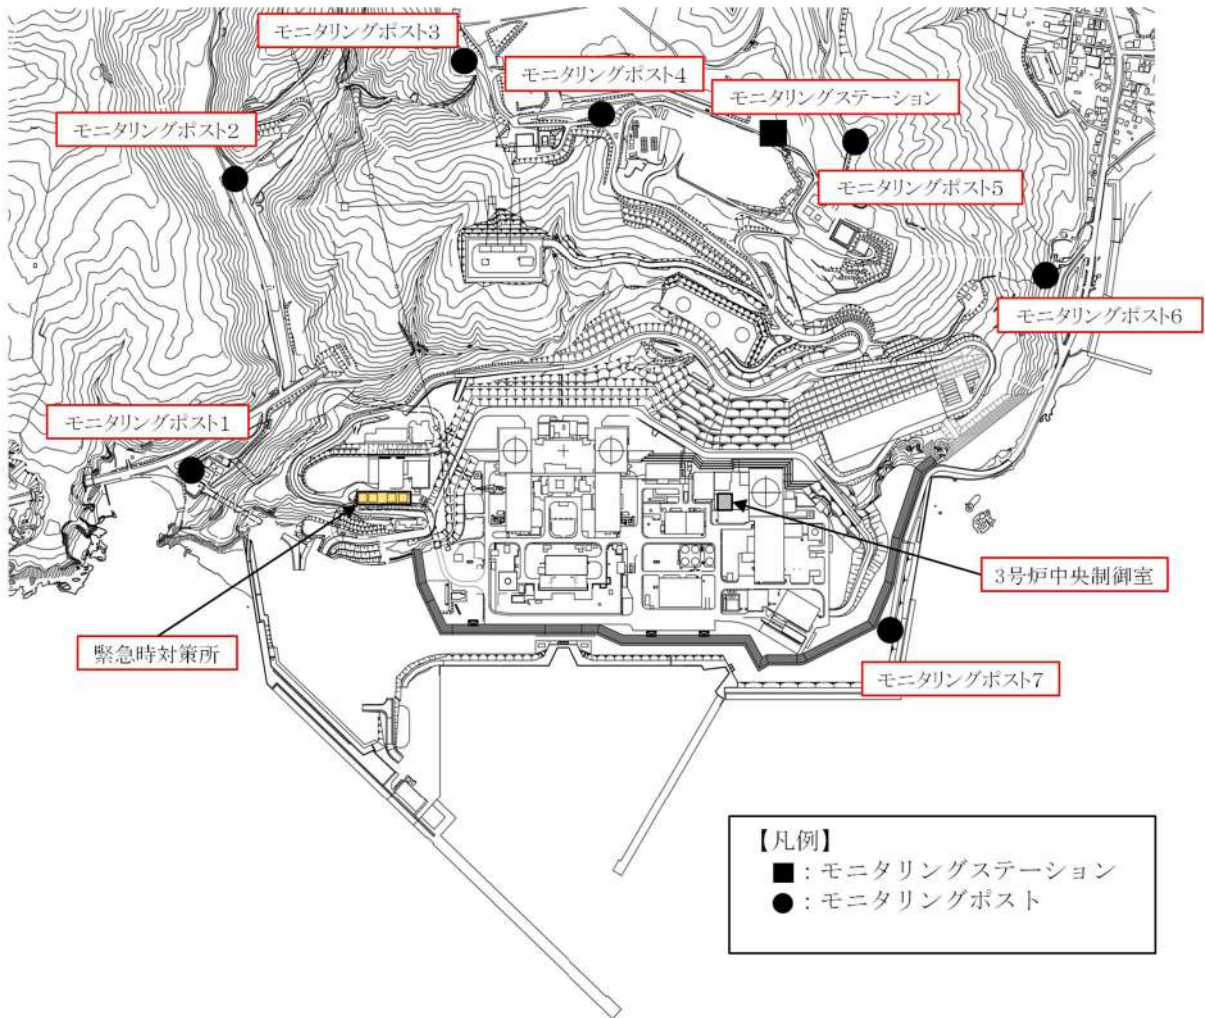 モニタリングポスト3
モニタリングポスト4
モニタリングステーション
モニタリングポスト2
モニタリングポスト5
モニタリングポスト6
モニタリングポスト1
3号炉中央制御室
緊急時対策所
モニタリングポスト7
【凡例】
■：モニタリングステーション
●：モニタリングポスト